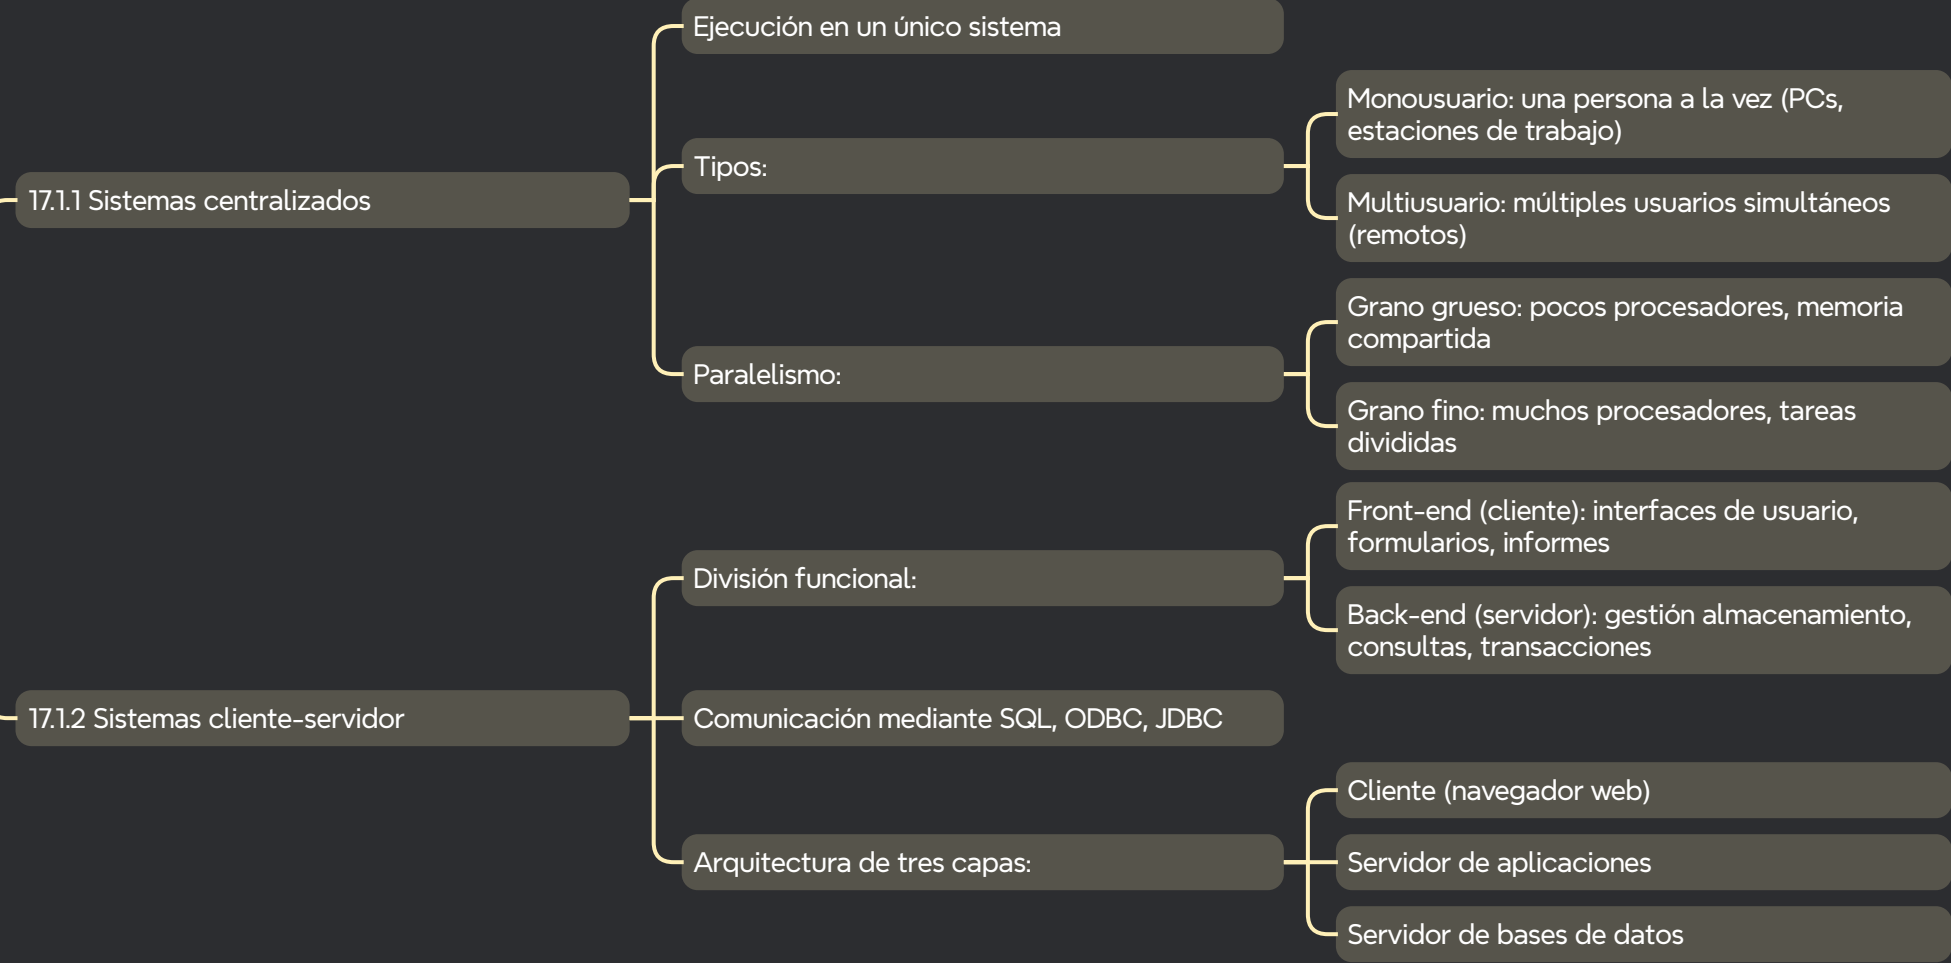 17.1.1 Sistemas centralizados
Ejecución en un único sistema
Tipos:
Monousuario: una persona a la vez (PCs,
estaciones de trabajo)
Multiusuario: múltiples usuarios simultáneos
(remotos)
Paralelismo:
Grano grueso: pocos procesadores, memoria
compartida
Grano fino: muchos procesadores, tareas
divididas
17.1.2 Sistemas cliente-servidor
División funcional:
Front-end (cliente): interfaces de usuario,
formularios, informes
Back-end (servidor): gestión almacenamiento,
consultas, transacciones
Comunicación mediante SQL, ODBC, JDBC
Arquitectura de tres capas:
Cliente (navegador web)
Servidor de aplicaciones
Servidor de bases de datos